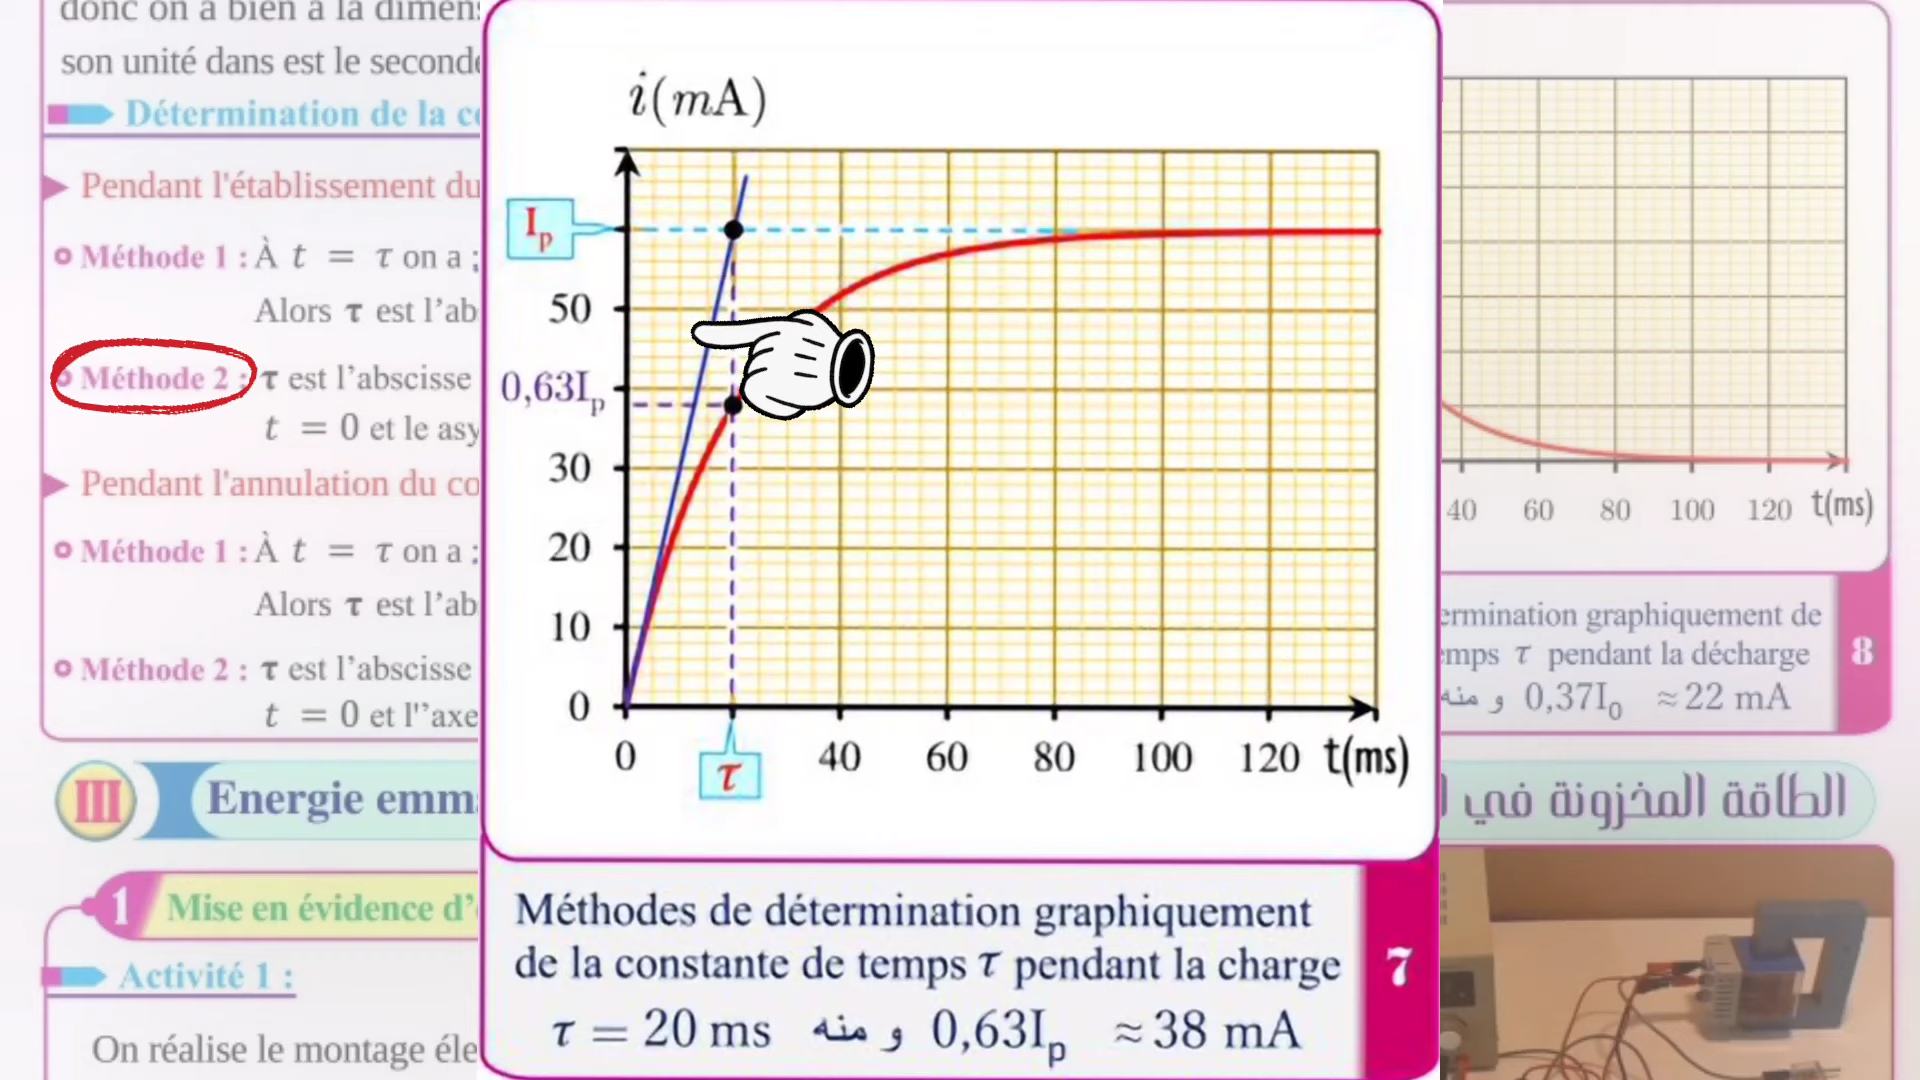 donc on a bien a la dimens
son unité dans est le seconde
Détermination de la co
Pendant l'établissement du
Méthode 1 : À t = τ on a ;
Alors τ est l'ab
Méthode 2 : τ est l'abscisse
t = 0 et le asy
Pendant l'annulation du co
Méthode 1 : À t = τ on a ;
Alors τ est l'ab
Méthode 2 : τ est l'abscisse
t = 0 et l''axe
III Energie emm
1 Mise en évidence d'
Activité 1 :
On réalise le montage éle
i(mA)
Ip
50
0,63Ip
30
20
10
0
0 τ 40 60 80 100 120 t(ms)
Méthodes de détermination graphiquement
de la constante de temps τ pendant la charge
τ = 20 ms و منه 0,63Ip ≈ 38 mA
7
40 60 80 100 120 t(ms)
ermination graphiquement de
emps τ pendant la décharge
و منه 0,37I0 ≈ 22 mA
8
الطاقة المخزونة في ا